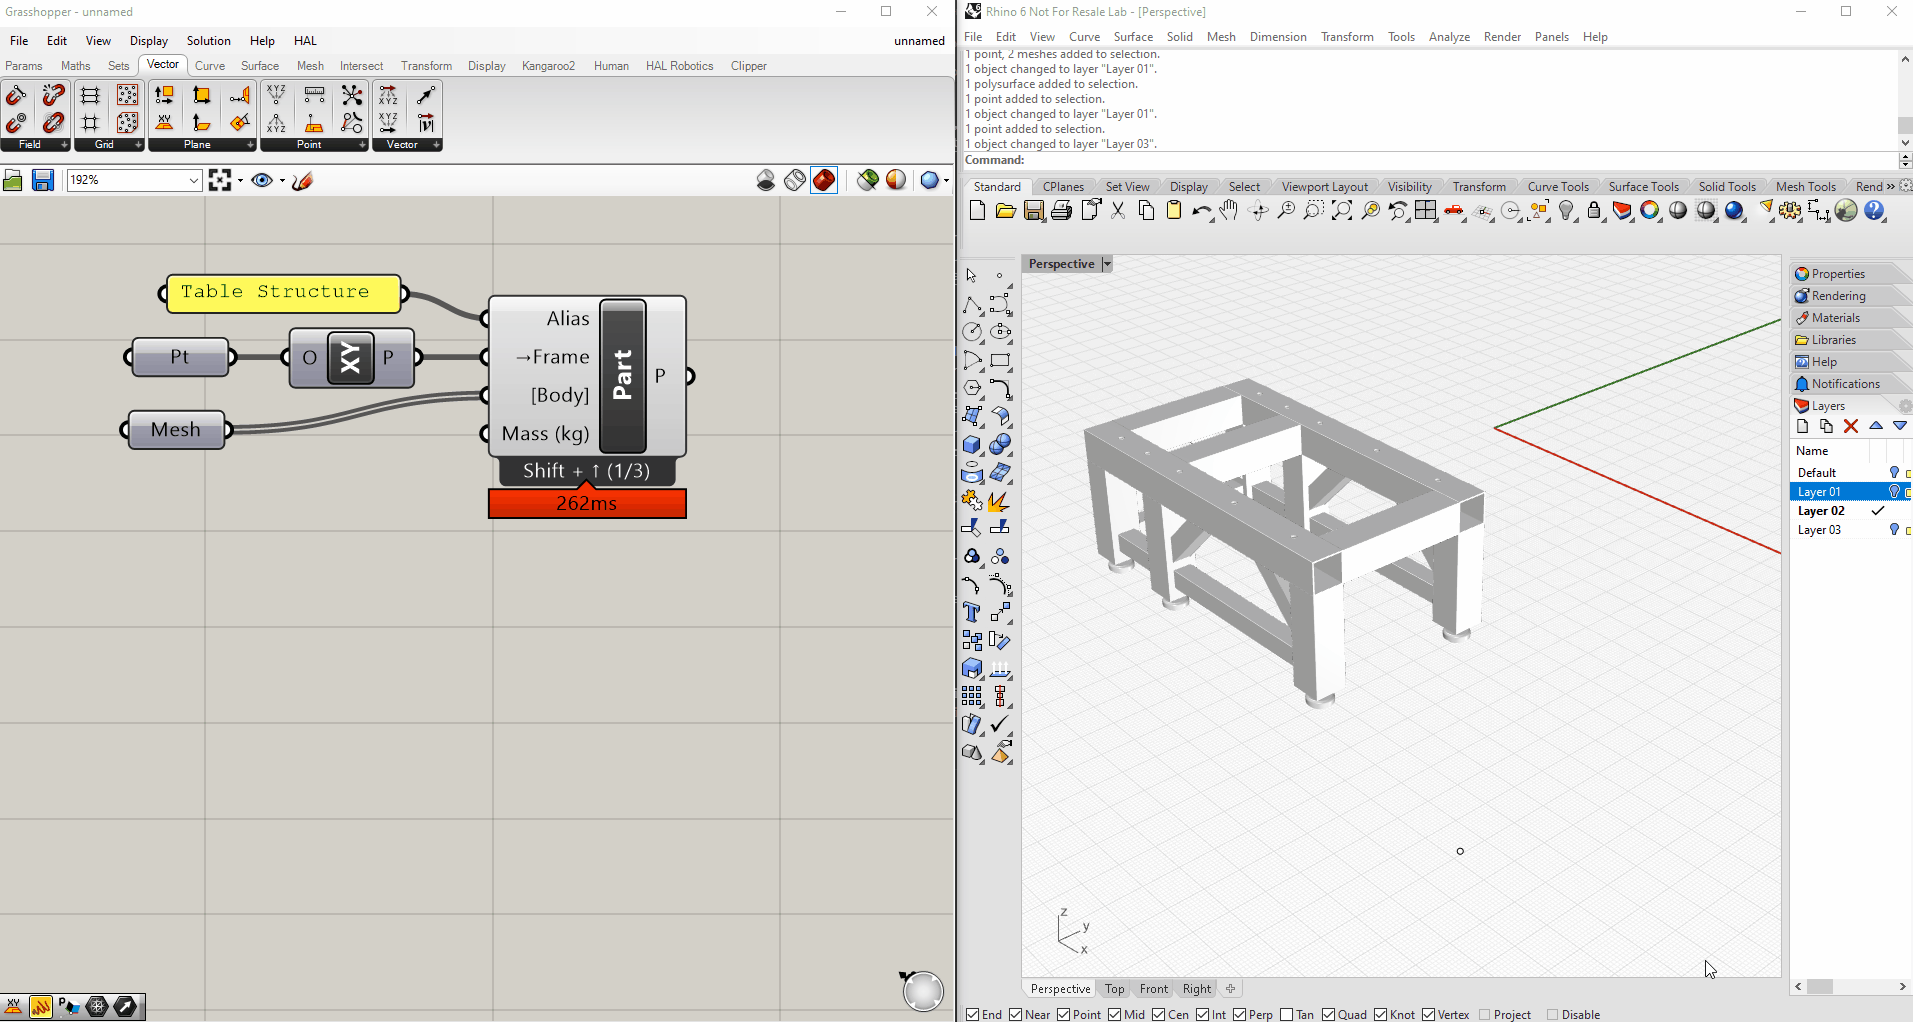 Grasshopper - unnamed
File Edit View Display Solution Help HAL unnamed
Params Maths Sets Vector Curve Surface Mesh Intersect Transform Display Kangaroo2 Human HAL Robotics Clipper
Field Grid Plane Point Vector
192%
Table Structure
Pt
O XY P
Mesh
Alias
→Frame
[Body]
Mass (kg)
Part
P
Shift + ↑ (1/3)
262ms
Rhino 6 Not For Resale Lab - [Perspective]
File Edit View Curve Surface Solid Mesh Dimension Transform Tools Analyze Render Panels Help
1 point, 2 meshes added to selection.
1 object changed to layer "Layer 01".
1 polysurface added to selection.
1 point added to selection.
1 object changed to layer "Layer 01".
1 point added to selection.
1 object changed to layer "Layer 03".
Command:
Standard CPlanes Set View Display Select Viewport Layout Visibility Transform Curve Tools Surface Tools Solid Tools Mesh Tools Rend »
Perspective
z
y
x
Properties
Rendering
Materials
Libraries
Help
Notifications
Layers
Name
Default
Layer 01
Layer 02
Layer 03
Perspective Top Front Right
End Near Point Mid Cen Int Perp Tan Quad Knot Vertex Project Disable